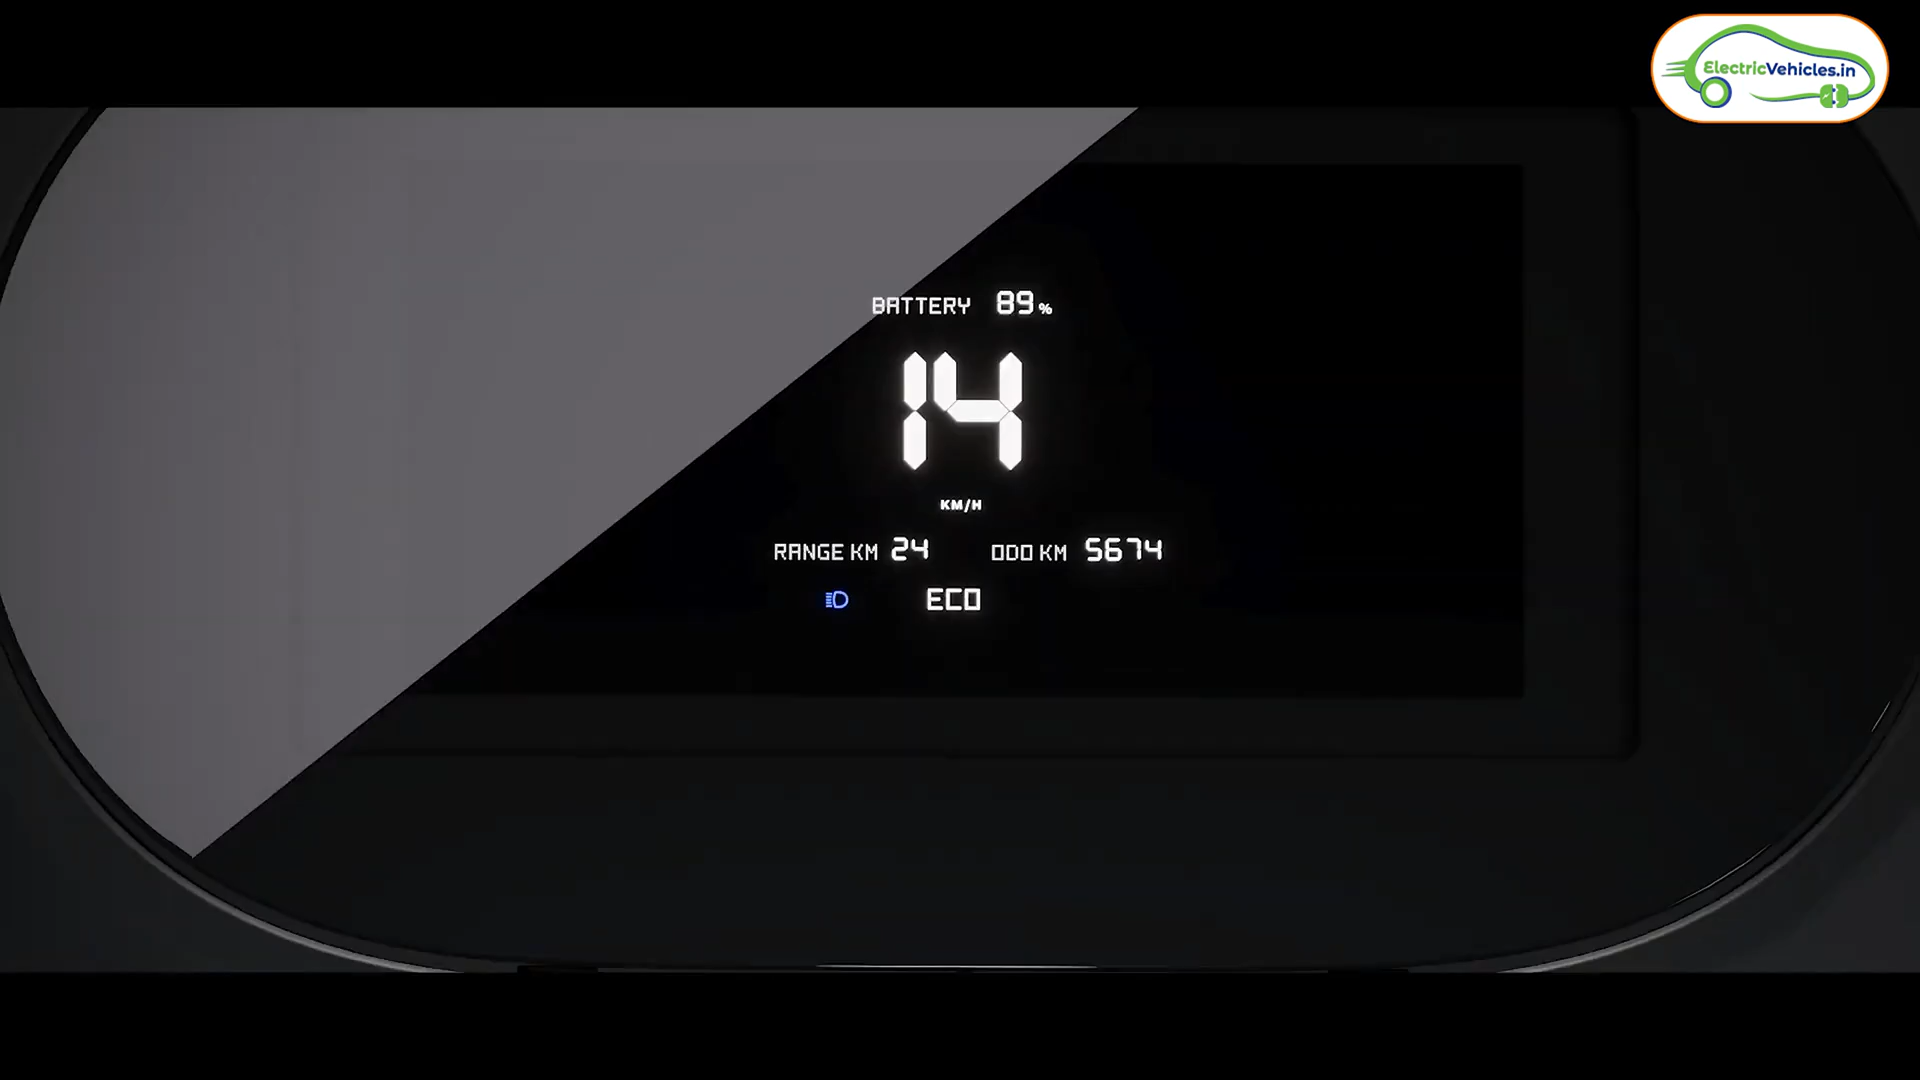 ElectricVehicles.in
BATTERY 89%
14
KM/H
RANGE KM 24 ODO KM 5674
ECO